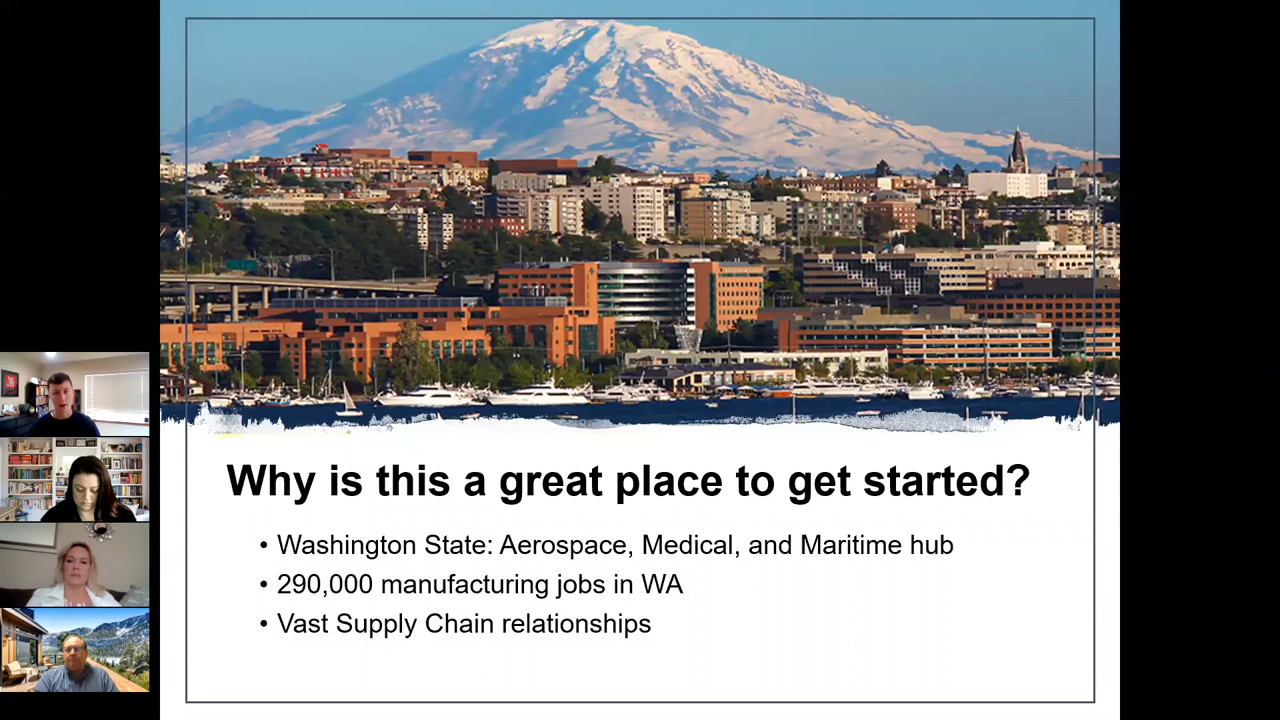 Why is this a great place to get started?
• Washington State: Aerospace, Medical, and Maritime hub
• 290,000 manufacturing jobs in WA
• Vast Supply Chain relationships